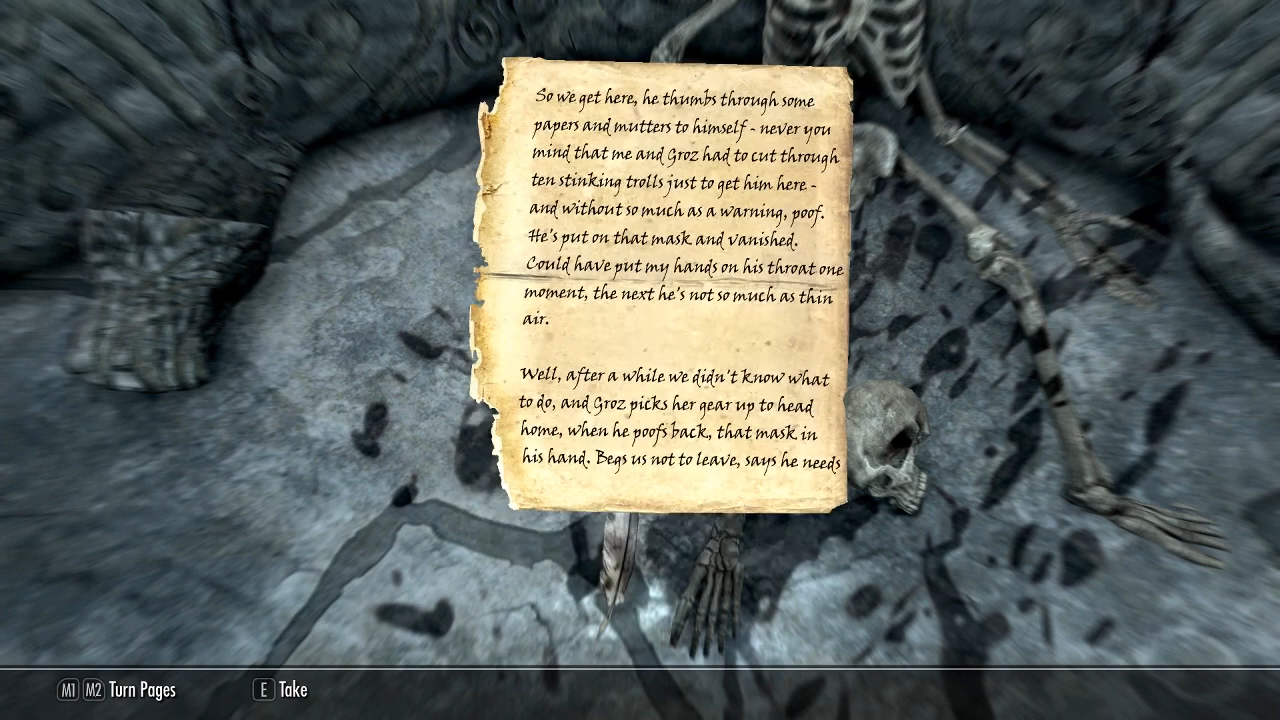 So we get here, he thumbs through some
papers and mutters to himself - never you
mind that me and Groz had to cut through
ten stinking trolls just to get him here -
and without so much as a warning, poof.
He's put on that mask and vanished.
Could have put my hands on his throat one
moment, the next he's not so much as thin
air.
Well, after a while we didn't know what
to do, and Groz picks her gear up to head
home, when he poofs back, that mask in
his hand. Begs us not to leave, says he needs
M1 M2 Turn Pages
E Take